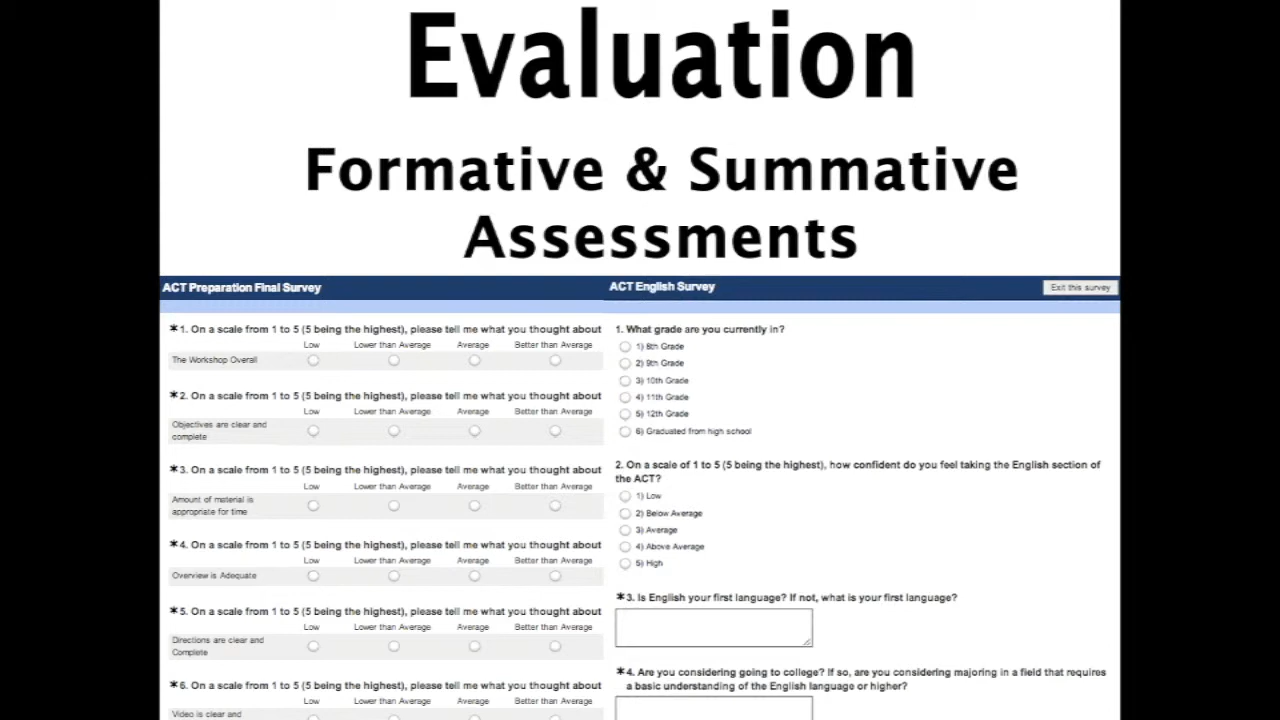 Evaluation
Formative & Summative
Assessments
ACT Preparation Final Survey
*1. On a scale from 1 to 5 (5 being the highest), please tell me what you thought about
Low Lower than Average Average Better than Average
The Workshop Overall
*2. On a scale from 1 to 5 (5 being the highest), please tell me what you thought about
Low Lower than Average Average Better than Average
Objectives are clear and
complete
*3. On a scale from 1 to 5 (5 being the highest), please tell me what you thought about
Low Lower than Average Average Better than Average
Amount of material is
appropriate for time
*4. On a scale from 1 to 5 (5 being the highest), please tell me what you thought about
Low Lower than Average Average Better than Average
Overview is Adequate
*5. On a scale from 1 to 5 (5 being the highest), please tell me what you thought about
Low Lower than Average Average Better than Average
Directions are clear and
Complete
*6. On a scale from 1 to 5 (5 being the highest), please tell me what you thought about
Low Lower than Average Average Better than Average
Video is clear and
ACT English Survey
Exit this survey
1. What grade are you currently in?
1) 8th Grade
2) 9th Grade
3) 10th Grade
4) 11th Grade
5) 12th Grade
6) Graduated from high school
2. On a scale of 1 to 5 (5 being the highest), how confident do you feel taking the English section of
the ACT?
1) Low
2) Below Average
3) Average
4) Above Average
5) High
*3. Is English your first language? If not, what is your first language?
*4. Are you considering going to college? If so, are you considering majoring in a field that requires
a basic understanding of the English language or higher?